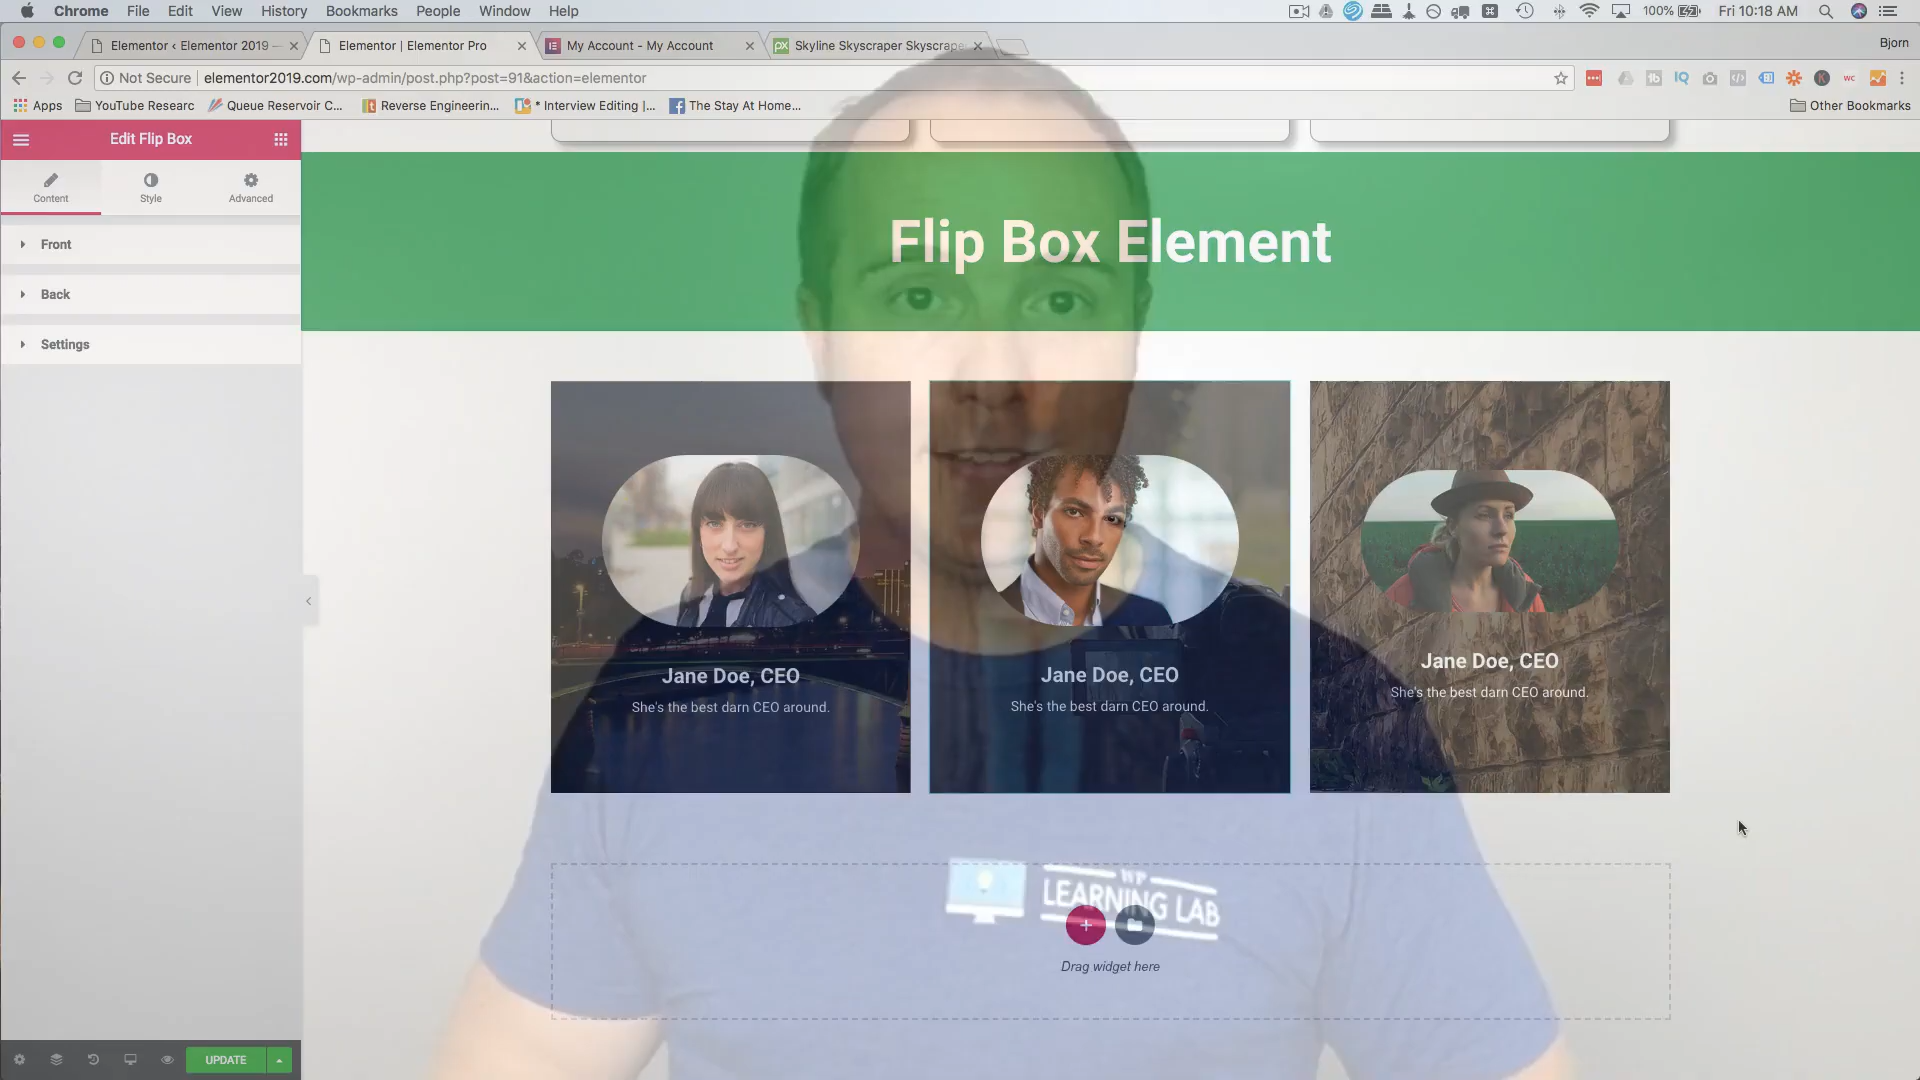 Chrome File Edit View History Bookmarks People Window Help 100% Fri 10:18 AM
Elementor ‹ Elementor 2019 Elementor | Elementor Pro My Account - My Account Skyline Skyscraper Skyscrape Bjorn
Not Secure elementor2019.com/wp-admin/post.php?post=91&action=elementor
Apps YouTube Researc Queue Reservoir C... Reverse Engineerin... * Interview Editing |... The Stay At Home... Other Bookmarks
Edit Flip Box
Content Style Advanced
Front
Back
Settings
Flip Box Element
Jane Doe, CEO
She's the best darn CEO around.
Jane Doe, CEO
She's the best darn CEO around.
Jane Doe, CEO
She's the best darn CEO around.
WP
LEARNING LAB
Drag widget here
UPDATE